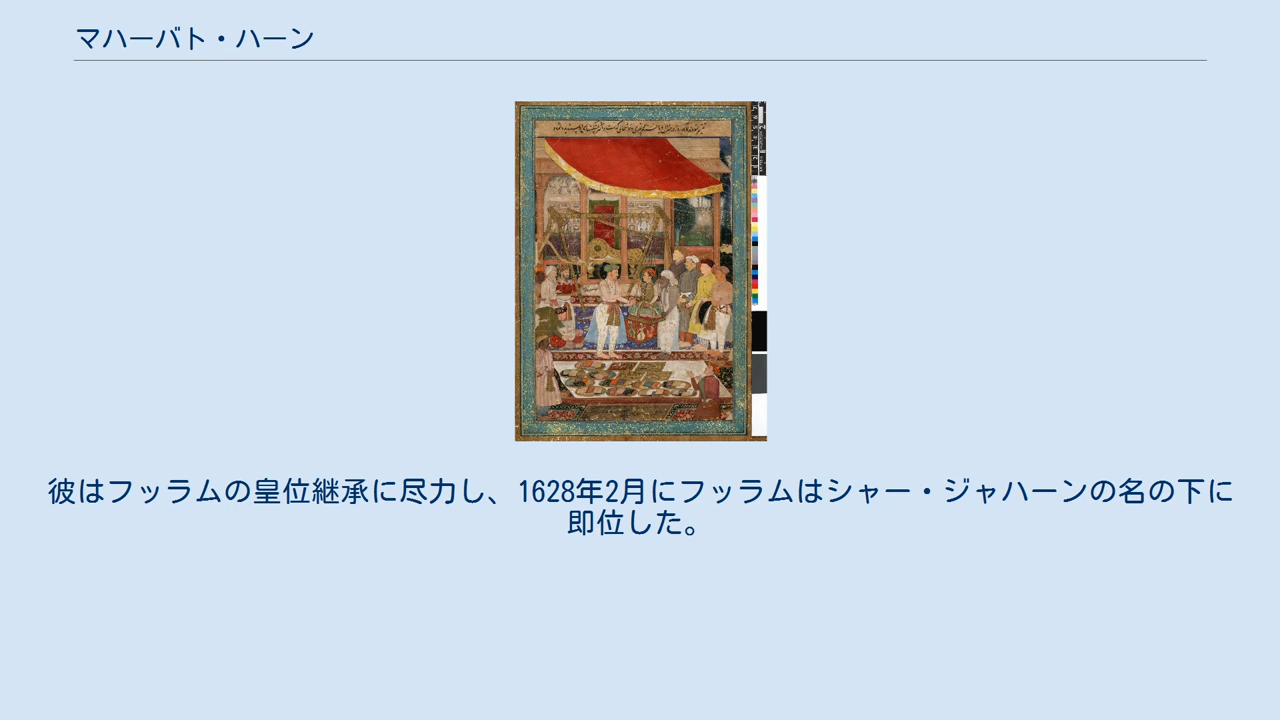 マハーバト・ハーン
彼はフッラムの皇位継承に尽力し、1628年2月にフッラムはシャー・ジャハーンの名の下に
即位した。